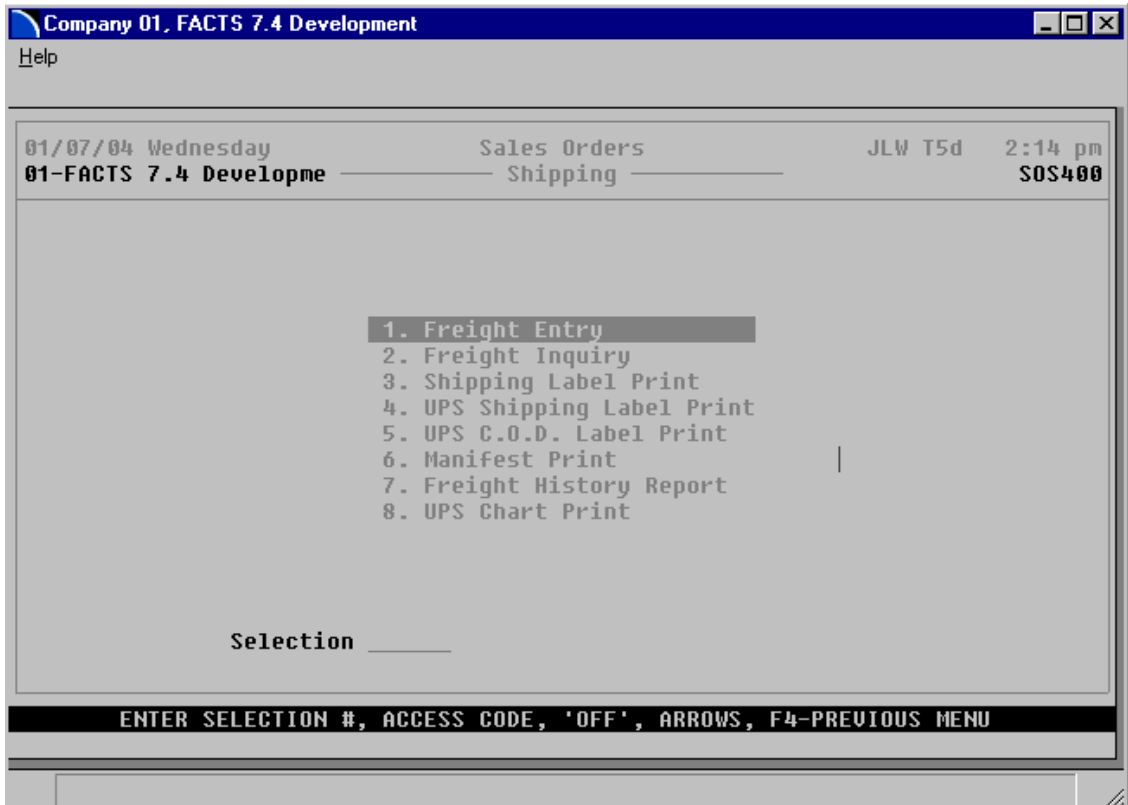 Company 01, FACTS 7.4 Development
Help
01/07/04 Wednesday Sales Orders JLW T5d 2:14 pm
01-FACTS 7.4 Developme Shipping SOS400
1. Freight Entry
2. Freight Inquiry
3. Shipping Label Print
4. UPS Shipping Label Print
5. UPS C.O.D. Label Print
6. Manifest Print
7. Freight History Report
8. UPS Chart Print
Selection ______
ENTER SELECTION #, ACCESS CODE, 'OFF', ARROWS, F4-PREVIOUS MENU